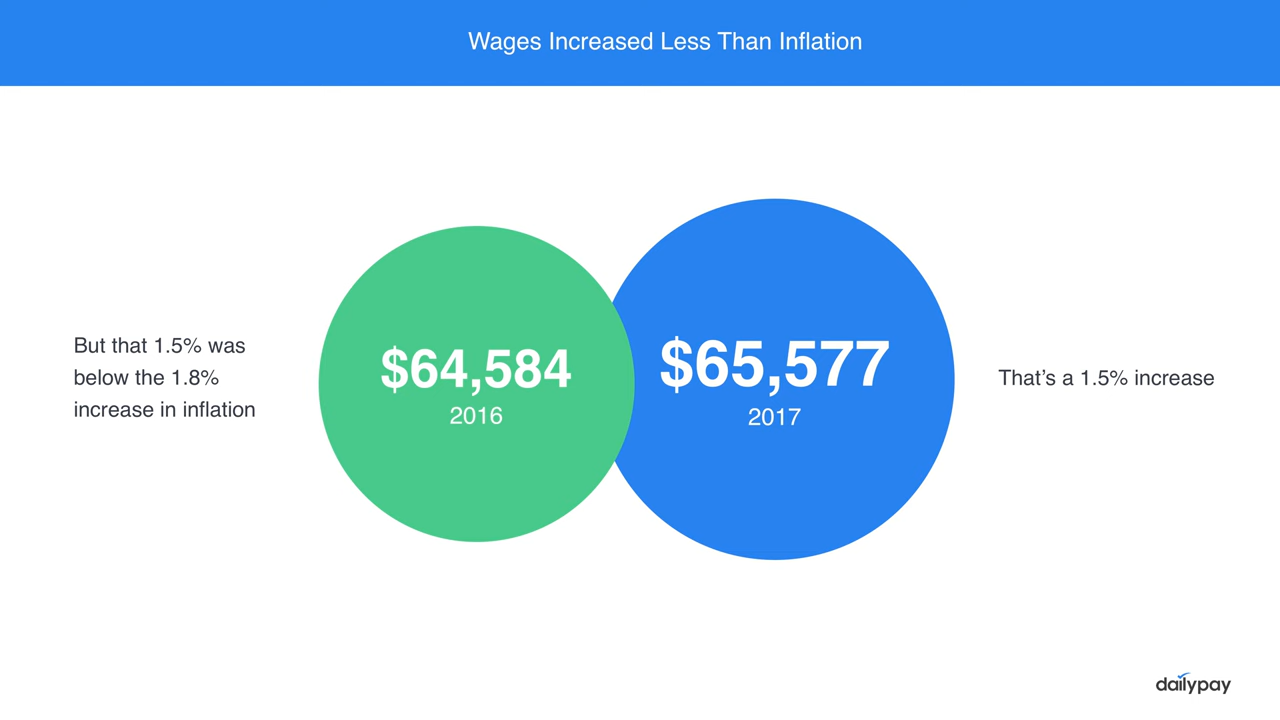 Wages Increased Less Than Inflation
But that 1.5% was
below the 1.8%
increase in inflation
$64,584
2016
$65,577
2017
That’s a 1.5% increase
dailypay